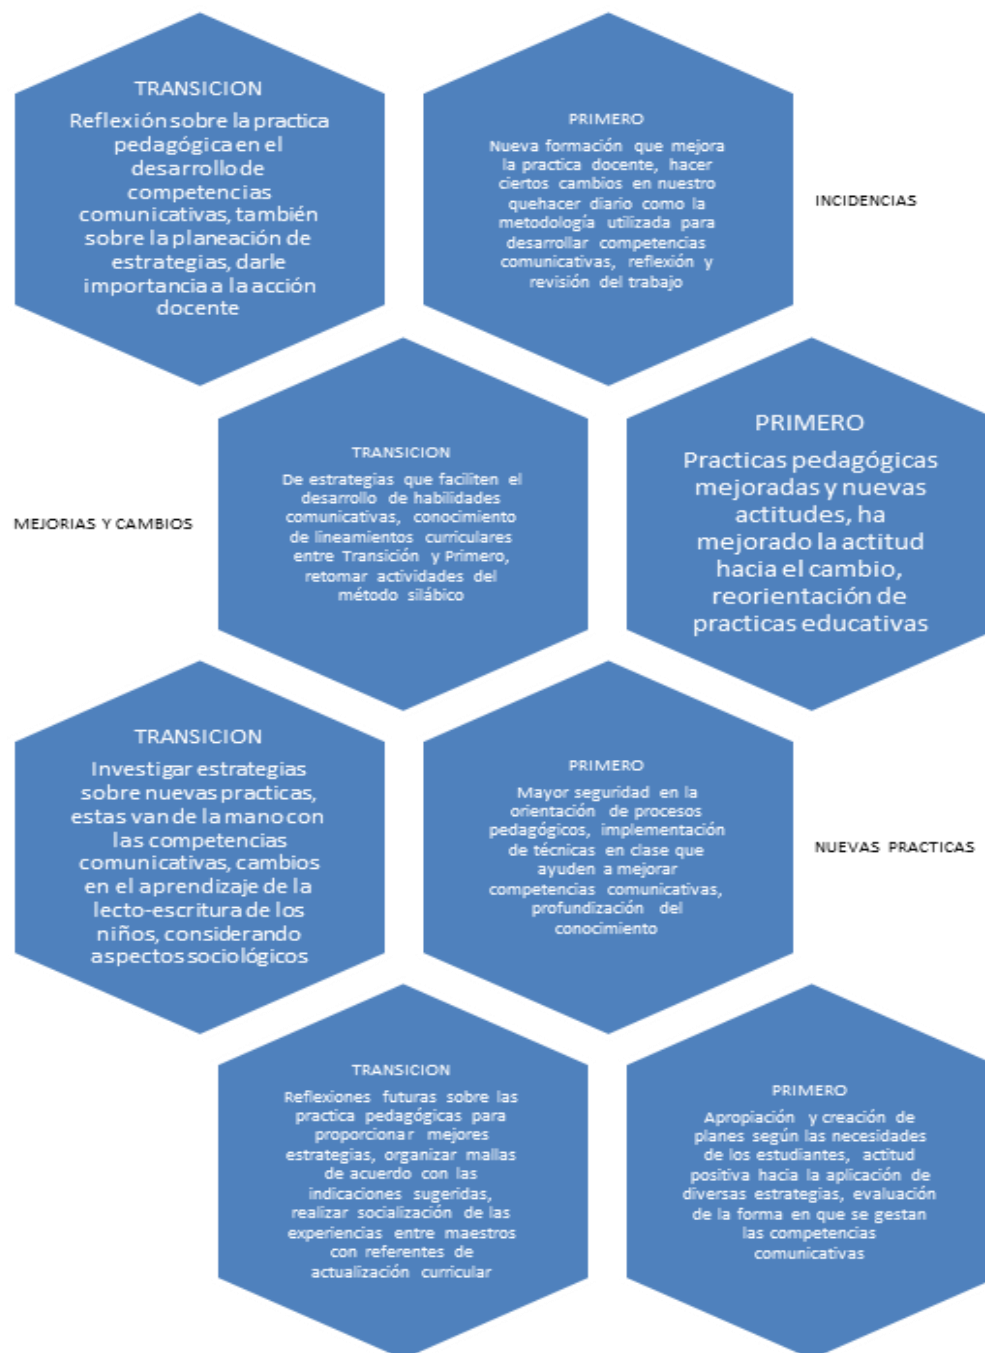 TRANSICION
Reflexión sobre la practica
pedagógica en el
desarrollo de
competencias
comunicativas, también
sobre la planeación de
estrategias, darle
importancia a la acción
docente
PRIMERO
Nueva formación que mejora
la practica docente, hacer
ciertos cambios en nuestro
quehacer diario como la
metodología utilizada para
desarrollar competencias
comunicativas, reflexión y
revisión del trabajo
INCIDENCIAS
MEJORIAS Y CAMBIOS
TRANSICION
De estrategias que faciliten el
desarrollo de habilidades
comunicativas, conocimiento
de lineamientos curriculares
entre Transición y Primero,
retomar actividades del
método silábico
PRIMERO
Practicas pedagógicas
mejoradas y nuevas
actitudes, ha
mejorado la actitud
hacia el cambio,
reorientación de
practicas educativas
TRANSICION
Investigar estrategias
sobre nuevas practicas,
estas van de la mano con
las competencias
comunicativas, cambios
en el aprendizaje de la
lecto-escritura de los
niños, considerando
aspectos sociológicos
PRIMERO
Mayor seguridad en la
orientación de procesos
pedagógicos, implementación
de técnicas en clase que
ayuden a mejorar
competencias comunicativas,
profundización del
conocimiento
NUEVAS PRACTICAS
TRANSICION
Reflexiones futuras sobre las
practica pedagógicas para
proporcionar mejores
estrategias, organizar mallas
de acuerdo con las
indicaciones sugeridas,
realizar socialización de las
experiencias entre maestros
con referentes de
actualización curricular
PRIMERO
Apropiación y creación de
planes según las necesidades
de los estudiantes, actitud
positiva hacia la aplicación de
diversas estrategias, evaluación
de la forma en que se gestan
las competencias
comunicativas